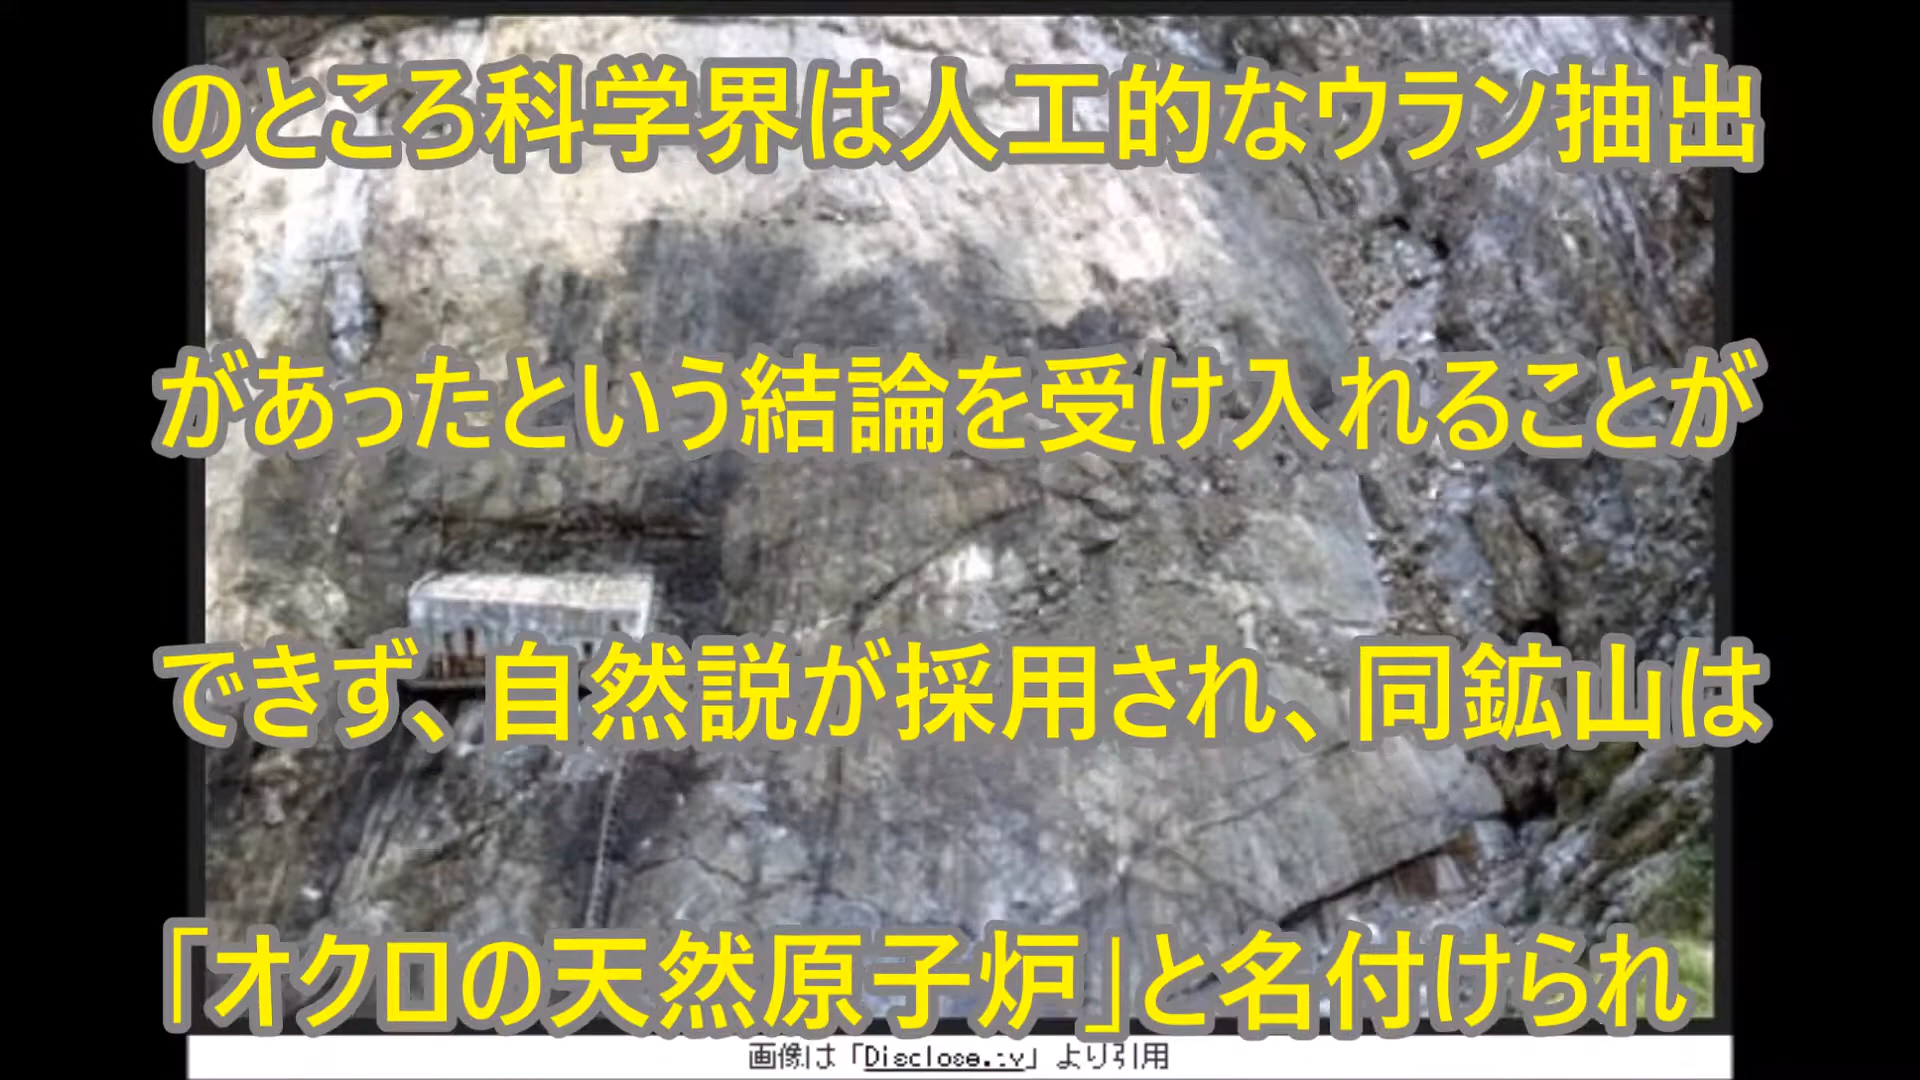 のところ科学界は人工的なウラン抽出
があったという結論を受け入れることが
できず、自然説が採用され、同鉱山は
「オクロの天然原子炉」と名付けられ
画像は「Disclose.tv」より引用